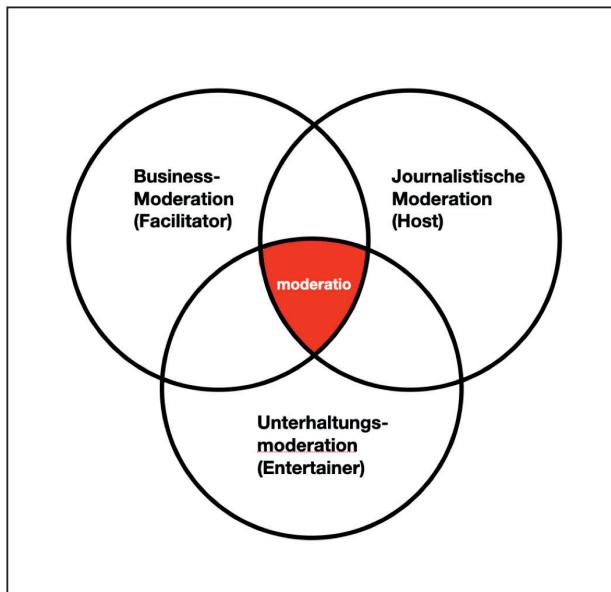 Business-
Moderation
(Facilitator)
Journalistische
Moderation
(Host)
moderatio
Unterhaltungs-
moderation
(Entertainer)